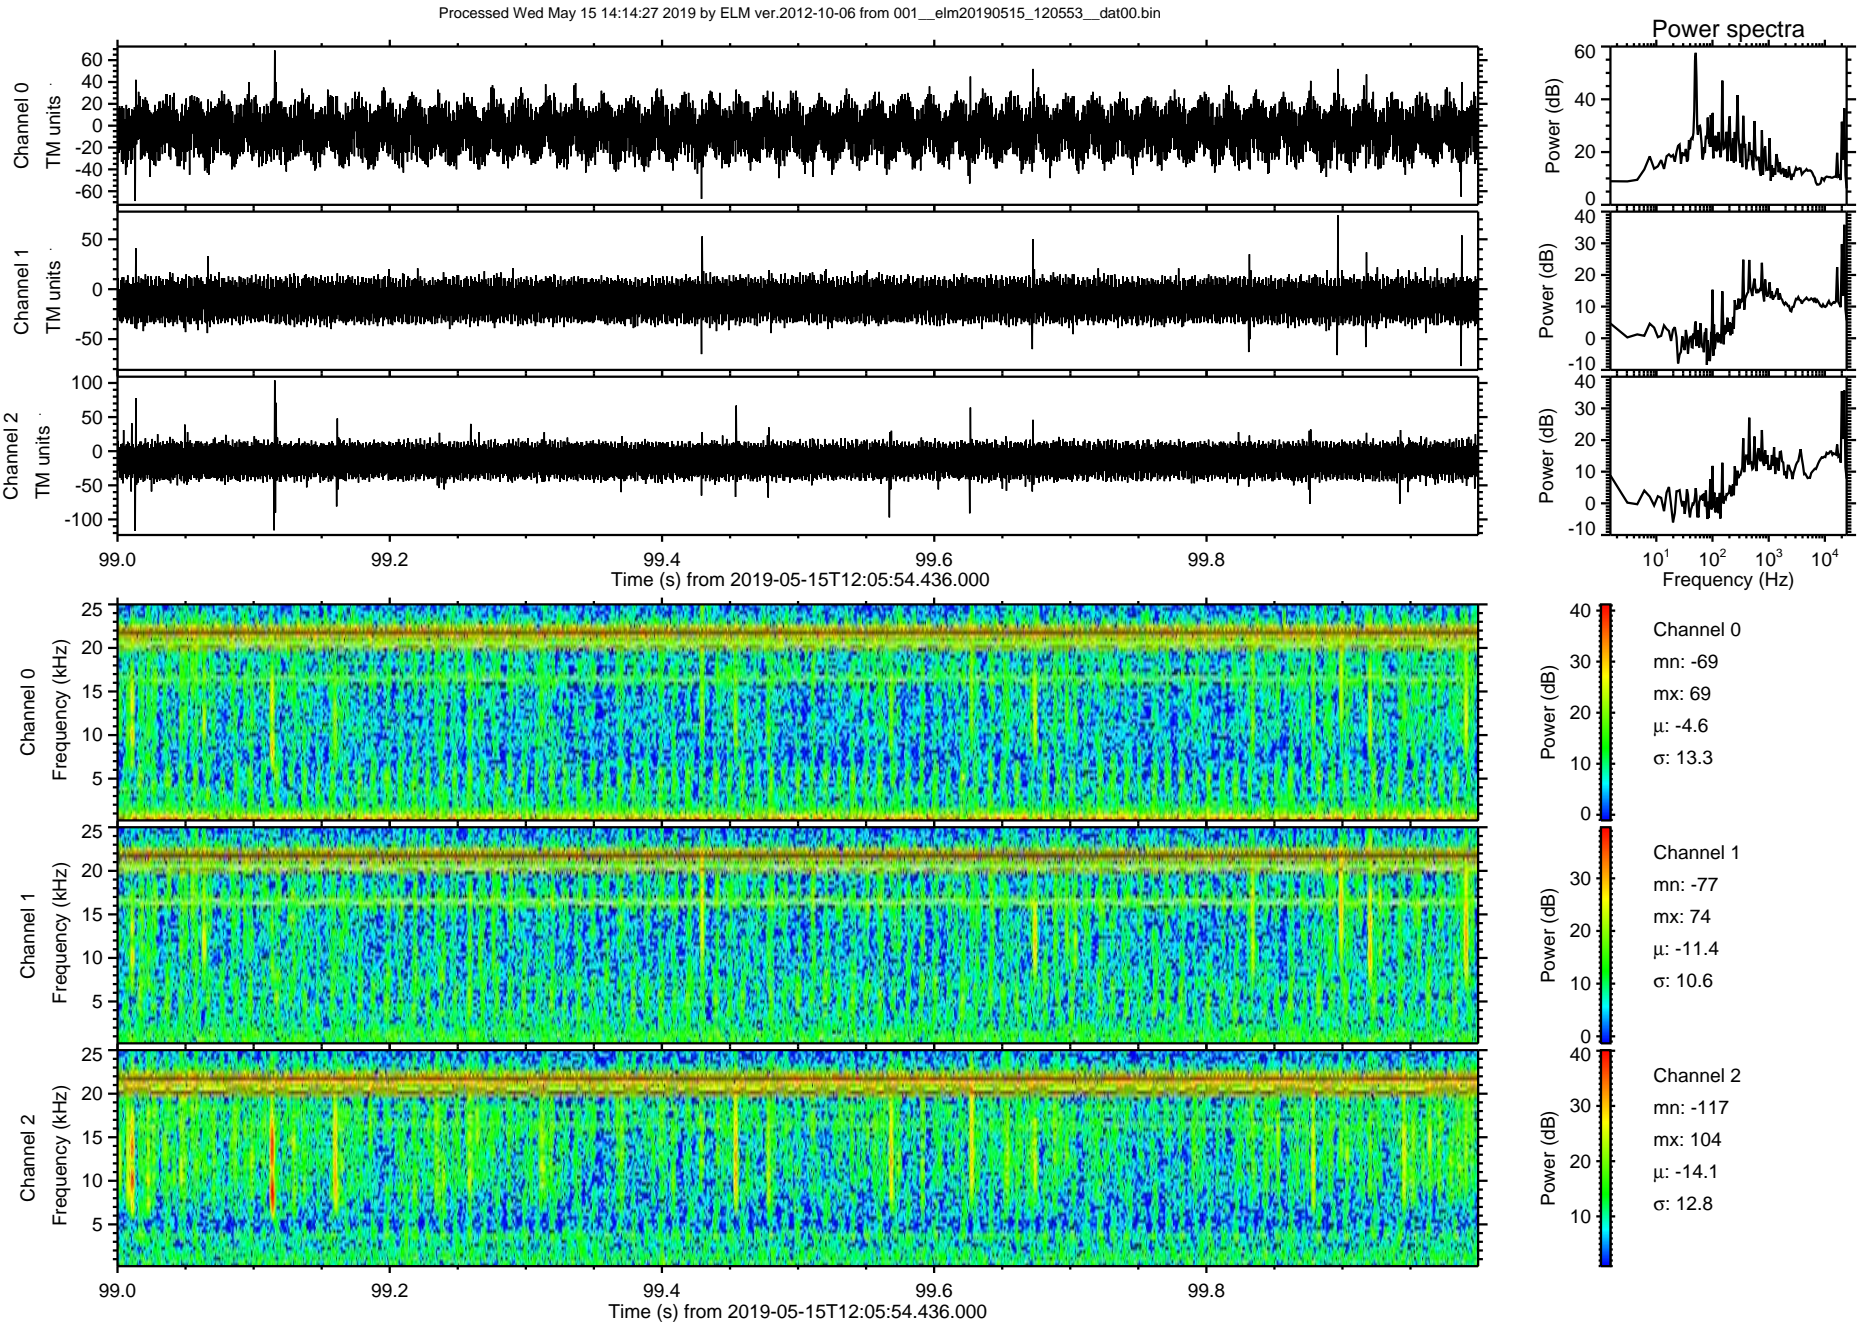 Processed Wed May 15 14:14:27 2019 by ELM ver.2012-10-06 from 001__elm20190515_120553__dat00.bin
Power spectra
Channel 0
TM units
60
40
20
0
-20
-40
-60
Power (dB)
60
40
20
0
Channel 1
TM units
50
0
-50
Power (dB)
40
30
20
10
0
-10
Channel 2
TM units
100
50
0
-50
-100
Power (dB)
40
30
20
10
0
-10
99.0 99.2 99.4 99.6 99.8
Time (s) from 2019-05-15T12:05:54.436.000
10^1 10^2 10^3 10^4
Frequency (Hz)
Channel 0
Frequency (kHz)
25
20
15
10
5
Power (dB)
40
30
20
10
0
Channel 0
mn: -69
mx: 69
μ: -4.6
σ: 13.3
Channel 1
Frequency (kHz)
25
20
15
10
5
Power (dB)
30
20
10
0
Channel 1
mn: -77
mx: 74
μ: -11.4
σ: 10.6
Channel 2
Frequency (kHz)
25
20
15
10
5
Power (dB)
40
30
20
10
Channel 2
mn: -117
mx: 104
μ: -14.1
σ: 12.8
99.0 99.2 99.4 99.6 99.8
Time (s) from 2019-05-15T12:05:54.436.000